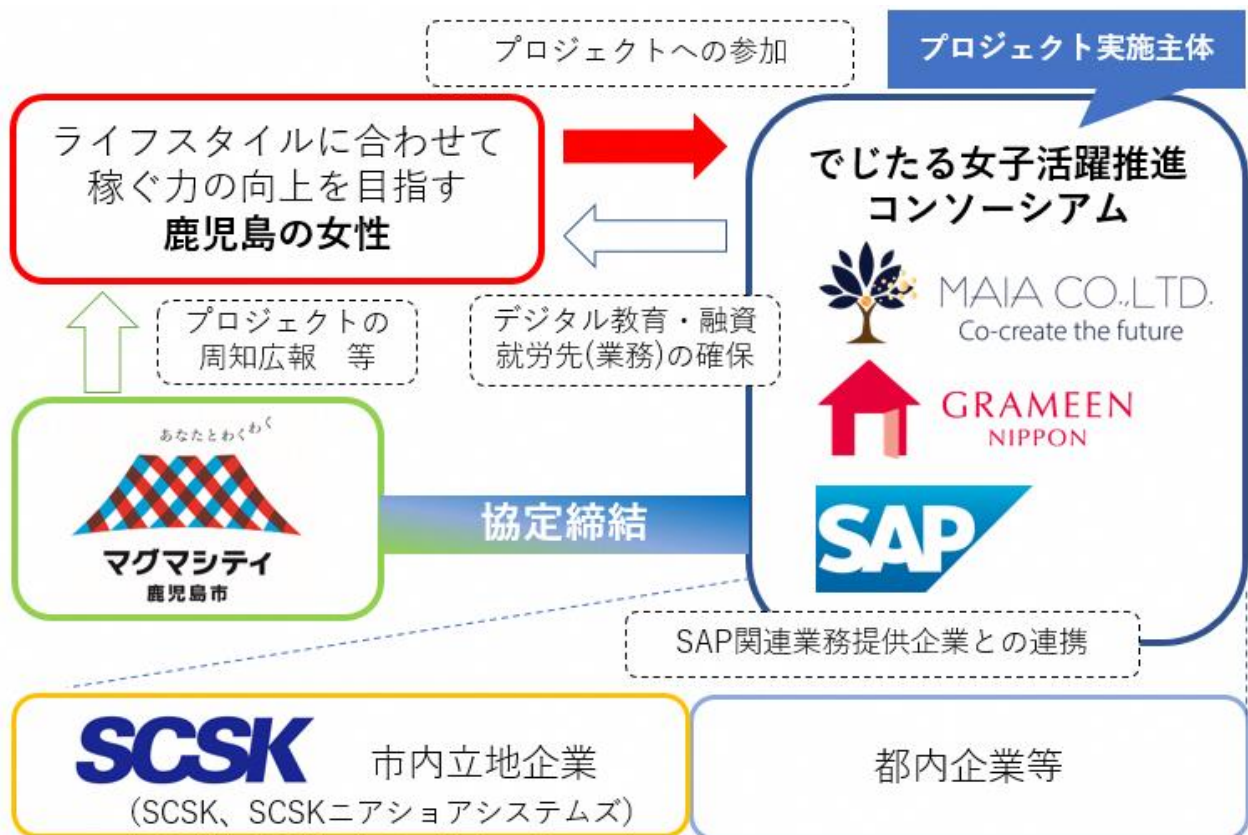 プロジェクトへの参加
プロジェクト実施主体
ライフスタイルに合わせて
稼ぐ力の向上を目指す
鹿児島の女性
でじたる女子活躍推進
コンソーシアム
MAIA CO.,LTD.
Co-create the future
プロジェクトの
周知広報　等
デジタル教育・融資
就労先(業務)の確保
GRAMEEN
NIPPON
あなたとわくわく
マグマシティ
鹿児島市
協定締結
SAP
SAP関連業務提供企業との連携
SCSK 市内立地企業
（SCSK、SCSKニアショアシステムズ）
都内企業等